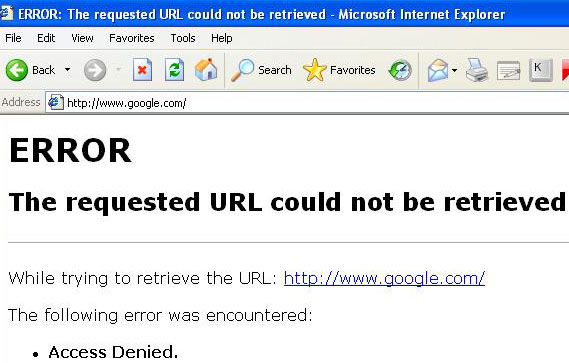 ERROR: The requested URL could not be retrieved - Microsoft Internet Explorer
File Edit View Favorites Tools Help
Back Search Favorites K
Address http://www.google.com/
ERROR
The requested URL could not be retrieved
While trying to retrieve the URL: http://www.google.com/
The following error was encountered:
• Access Denied.